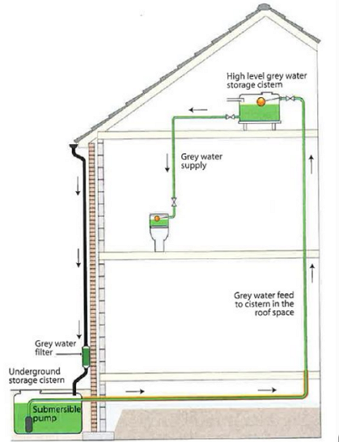 High level grey water
storage cistern
Grey water
supply
Grey water feed
to cistern in the
roof space
Grey water
filter
Underground
storage cistern
Submersible
pump